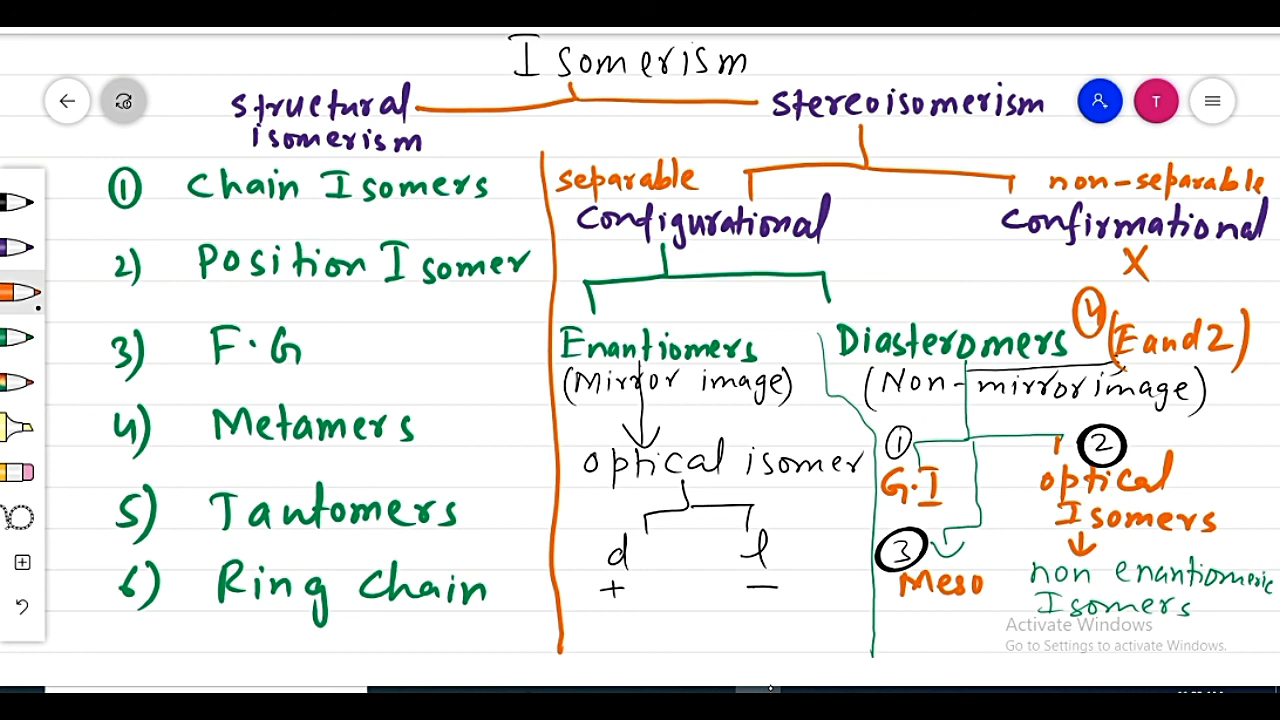 Isomerism
structural
isomerism
stereoisomerism
T
① Chain Isomers
2) Position Isomer
3) F.G
4) Metamers
5) Tantomers
6) Ring chain
separable
non-separable
Configurational
Confirmational
X
Enantiomers
(Mirror image)
optical isomer
d
l
+
−
Diasteromers
④ (E and 2)
(Non-mirror image)
①
G.I
②
optical
Isomers
③
Meso
non enantiomeric
Isomers
Activate Windows
Go to Settings to activate Windows.